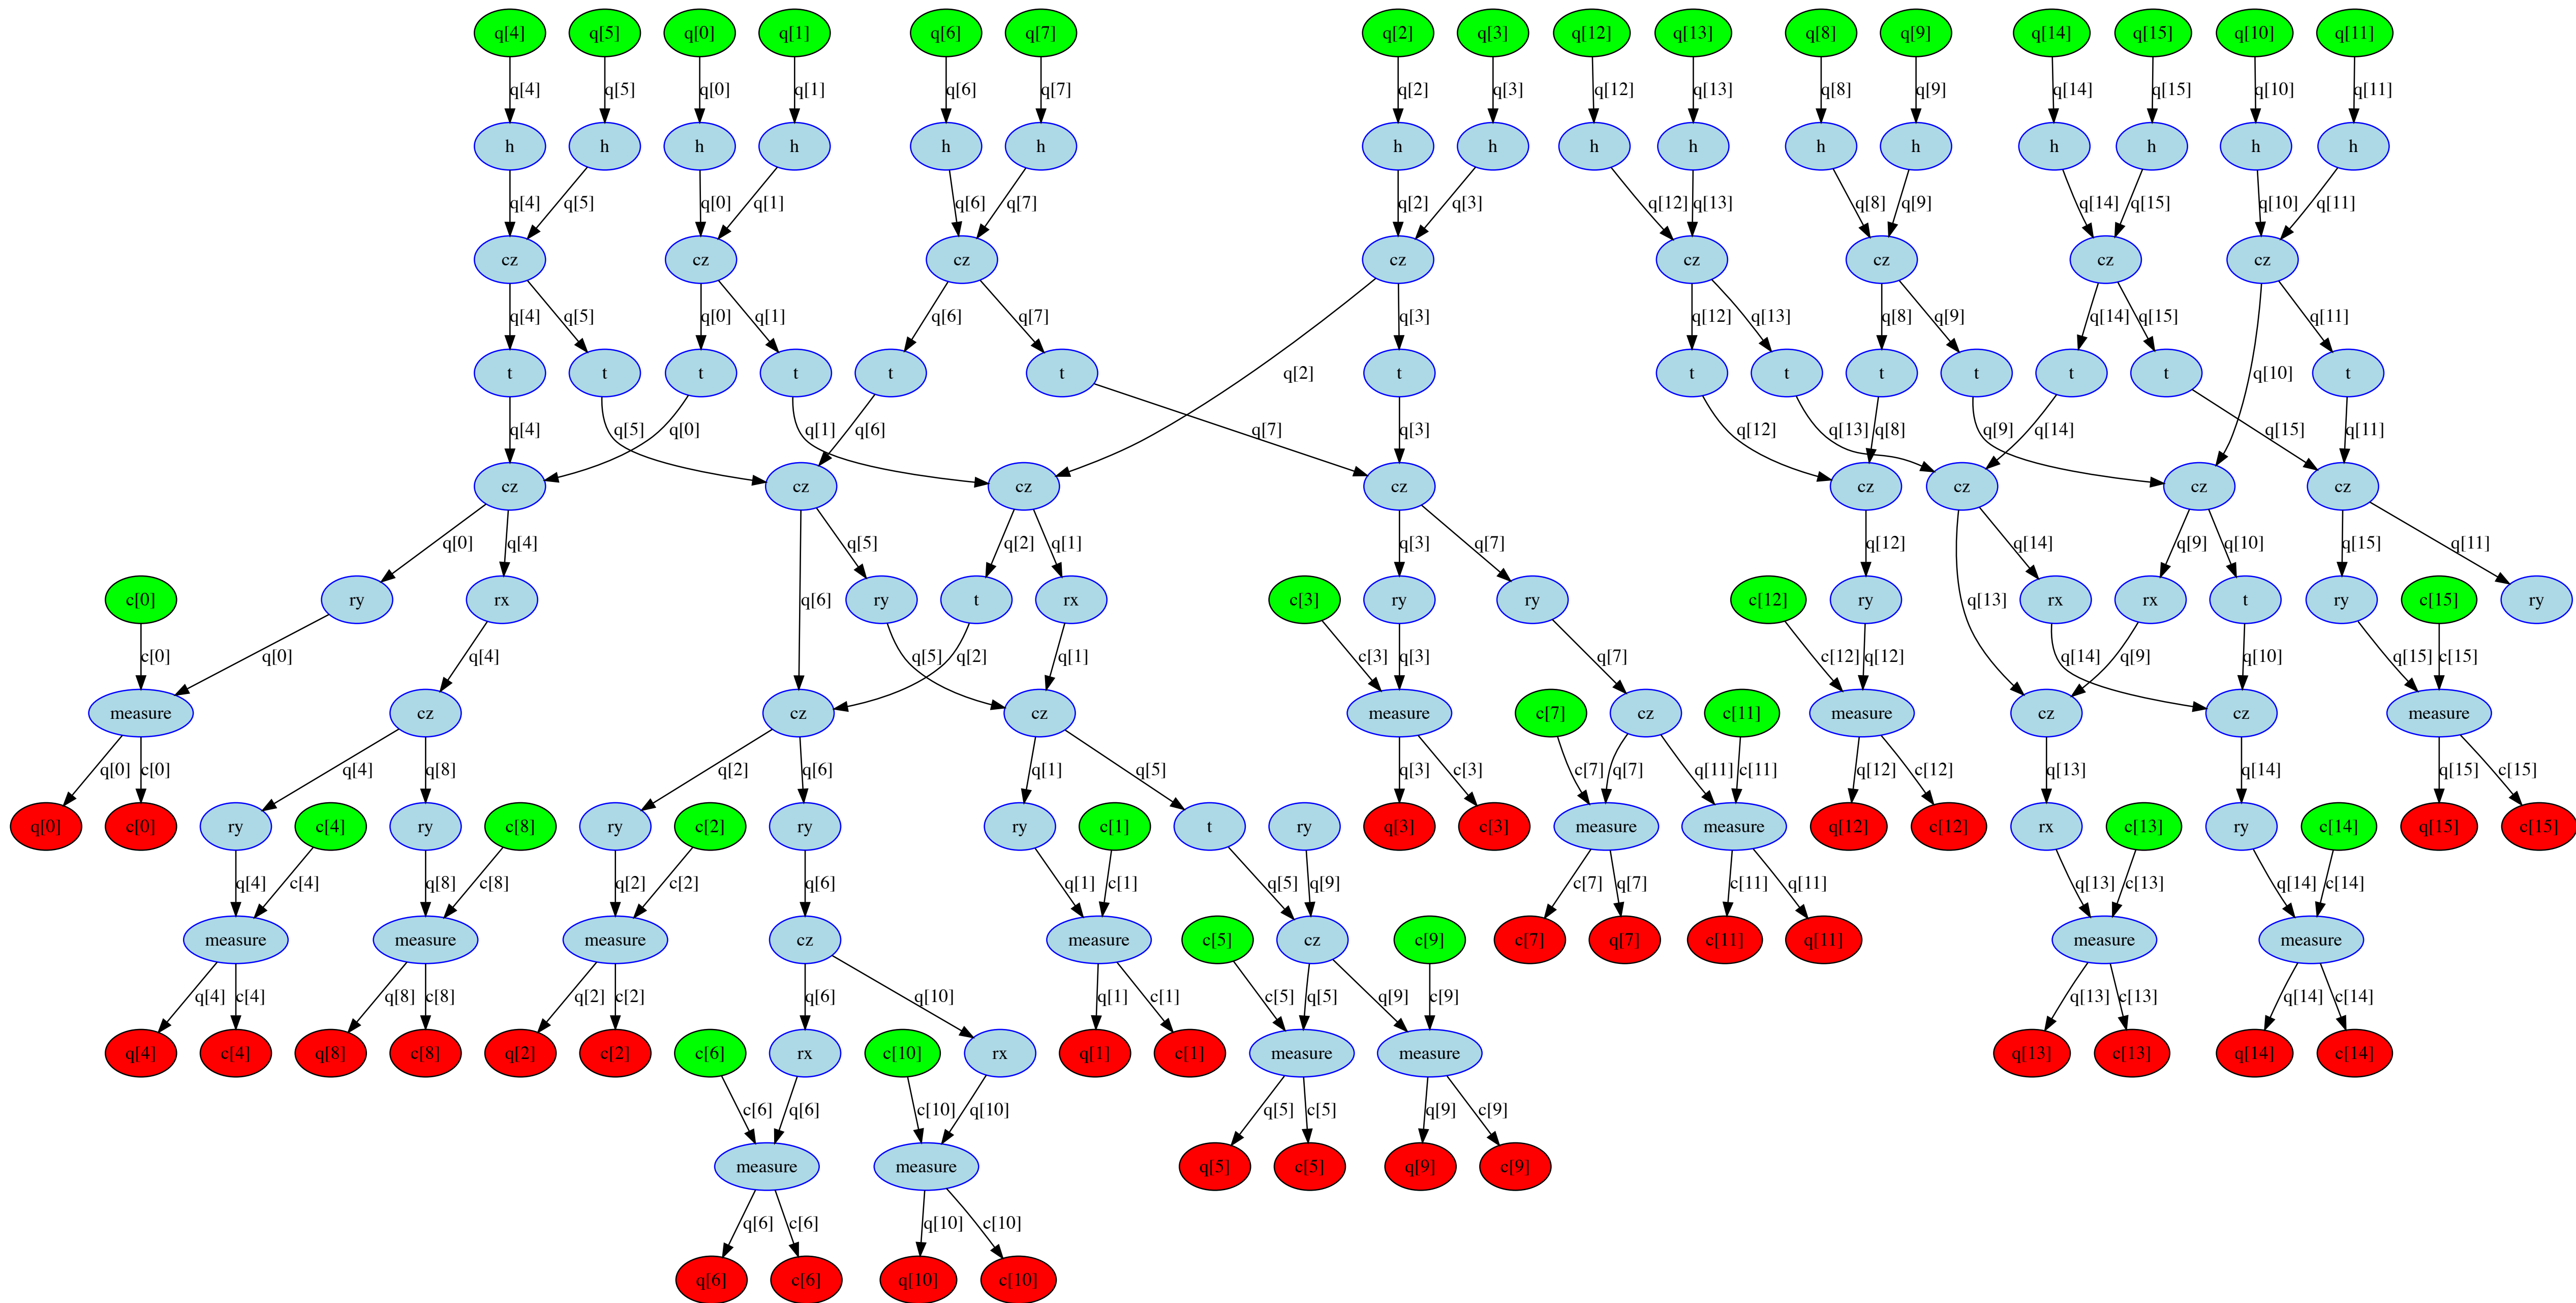 q[4] q[5] q[0] q[1] q[6] q[7] q[2] q[3] q[12] q[13] q[8] q[9] q[14] q[15] q[10] q[11]
q[4] q[5] q[0] q[1] q[6] q[7] q[2] q[3] q[12] q[13] q[8] q[9] q[14] q[15] q[10] q[11]
h h h h h h h h h h h h h h h h
q[4] q[5] q[0] q[1] q[6] q[7] q[2] q[3] q[12] q[13] q[8] q[9] q[14] q[15] q[10] q[11]
cz cz cz cz cz cz cz cz
q[4] q[5] q[0] q[1] q[6] q[7] q[3] q[12] q[13] q[8] q[9] q[14] q[15] q[11]
t t t t t t q[2] t t t t t t t q[10] t
q[4] q[5] q[0] q[1] q[6] q[7] q[3] q[12] q[13] q[8] q[9] q[14] q[15] q[11]
cz cz cz cz cz cz cz cz
q[0] q[4] q[5] q[2] q[1] q[3] q[7] q[12] q[14] q[9] q[10] q[15] q[11]
c[0] ry rx q[6] ry t rx c[3] ry ry c[12] ry q[13] rx rx t ry c[15] ry
c[0] q[0] q[4] q[5] q[2] q[1] c[3] q[3] q[7] c[12] q[12] q[14] q[9] q[10] q[15] c[15]
measure cz cz cz measure c[7] cz c[11] measure cz cz measure
q[0] c[0] q[4] q[8] q[2] q[6] q[1] q[5] q[3] c[3] c[7] q[7] q[11] c[11] q[12] c[12] q[13] q[14] q[15] c[15]
q[0] c[0] ry c[4] ry c[8] ry c[2] ry ry c[1] t ry q[3] c[3] measure measure q[12] c[12] rx c[13] ry c[14] q[15] c[15]
q[4] c[4] q[8] c[8] q[2] c[2] q[6] q[1] c[1] q[5] q[9] c[7] q[7] c[11] q[11] q[13] c[13] q[14] c[14]
measure measure measure cz measure c[5] cz c[9] c[7] q[7] c[11] q[11] measure measure
q[4] c[4] q[8] c[8] q[2] c[2] q[6] q[10] q[1] c[1] c[5] q[5] q[9] c[9] q[13] c[13] q[14] c[14]
q[4] c[4] q[8] c[8] q[2] c[2] c[6] rx c[10] rx q[1] c[1] measure measure q[13] c[13] q[14] c[14]
c[6] q[6] c[10] q[10] q[5] c[5] q[9] c[9]
measure measure q[5] c[5] q[9] c[9]
q[6] c[6] q[10] c[10]
q[6] c[6] q[10] c[10]